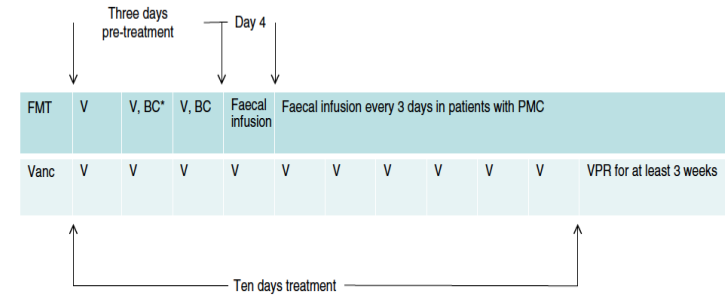 Three days
pre-treatment
Day 4
FMT V V, BC* V, BC Faecal infusion Faecal infusion every 3 days in patients with PMC
Vanc V V V V V V V V V V VPR for at least 3 weeks
Ten days treatment